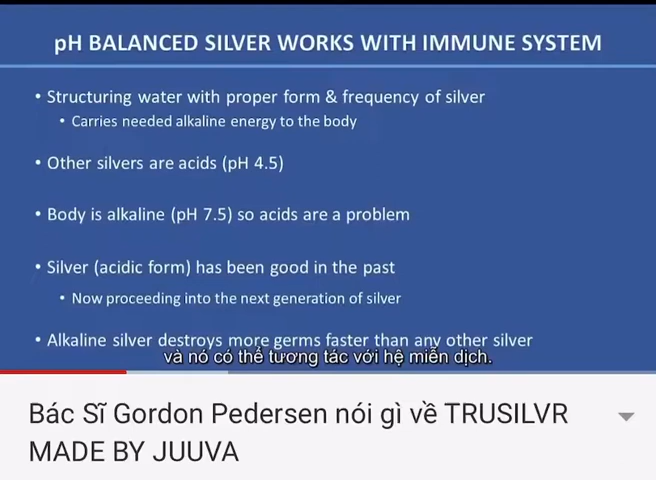 pH BALANCED SILVER WORKS WITH IMMUNE SYSTEM
• Structuring water with proper form & frequency of silver
• Carries needed alkaline energy to the body
• Other silvers are acids (pH 4.5)
• Body is alkaline (pH 7.5) so acids are a problem
• Silver (acidic form) has been good in the past
• Now proceeding into the next generation of silver
• Alkaline silver destroys more germs faster than any other silver
và nó có thể tương tác với hệ miễn dịch.
Bác Sĩ Gordon Pedersen nói gì về TRUSILVR
MADE BY JUUVA